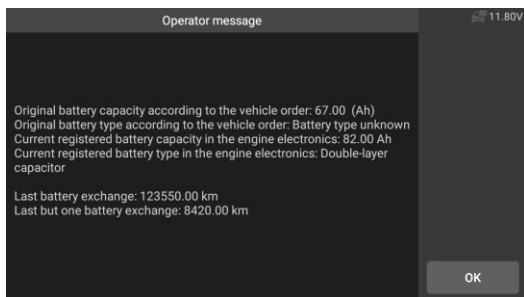 Operator message
11.80V
Original battery capacity according to the vehicle order: 67.00 (Ah)
Original battery type according to the vehicle order: Battery type unknown
Current registered battery capacity in the engine electronics: 82.00 Ah
Current registered battery type in the engine electronics: Double-layer
capacitor
Last battery exchange: 123550.00 km
Last but one battery exchange: 8420.00 km
OK